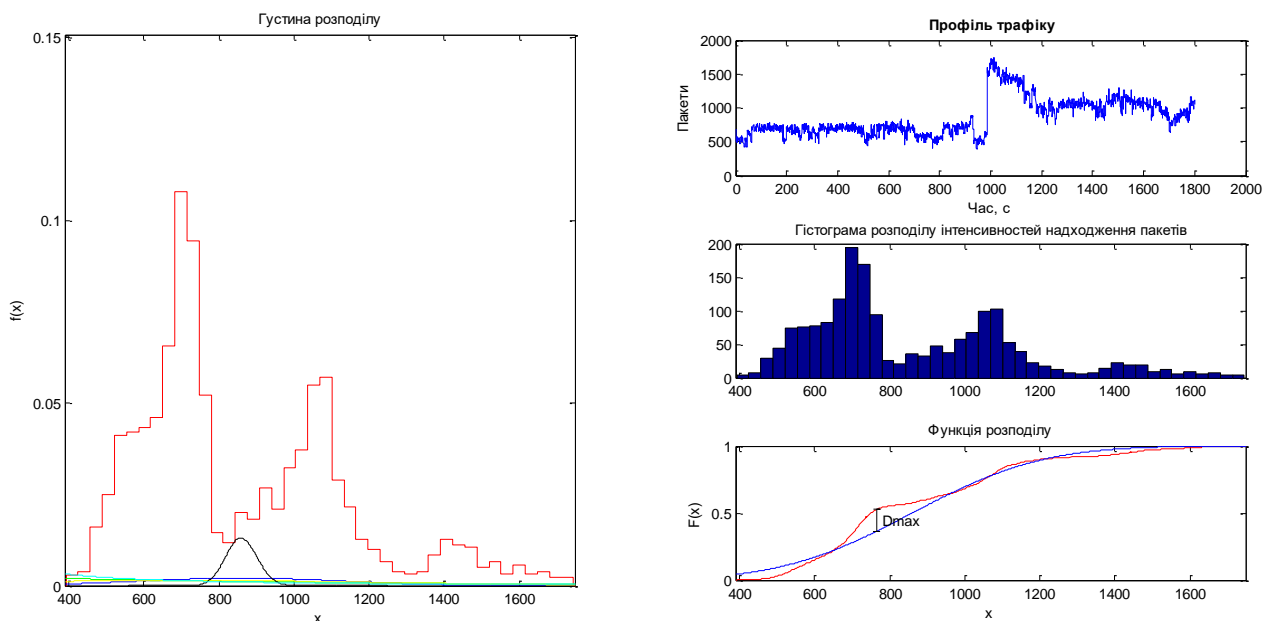 Густина розподілу
0.15
0.1
0.05
0
f(x)
400 600 800 1000 1200 1400 1600
x
Профіль трафіку
2000
1500
1000
500
0
Пакети
0 200 400 600 800 1000 1200 1400 1600 1800 2000
Час, с
Гістограма розподілу інтенсивностей надходження пакетів
200
150
100
50
0
400 600 800 1000 1200 1400 1600
Функція розподілу
1
0.5
0
F(x)
Dmax
400 600 800 1000 1200 1400 1600
x